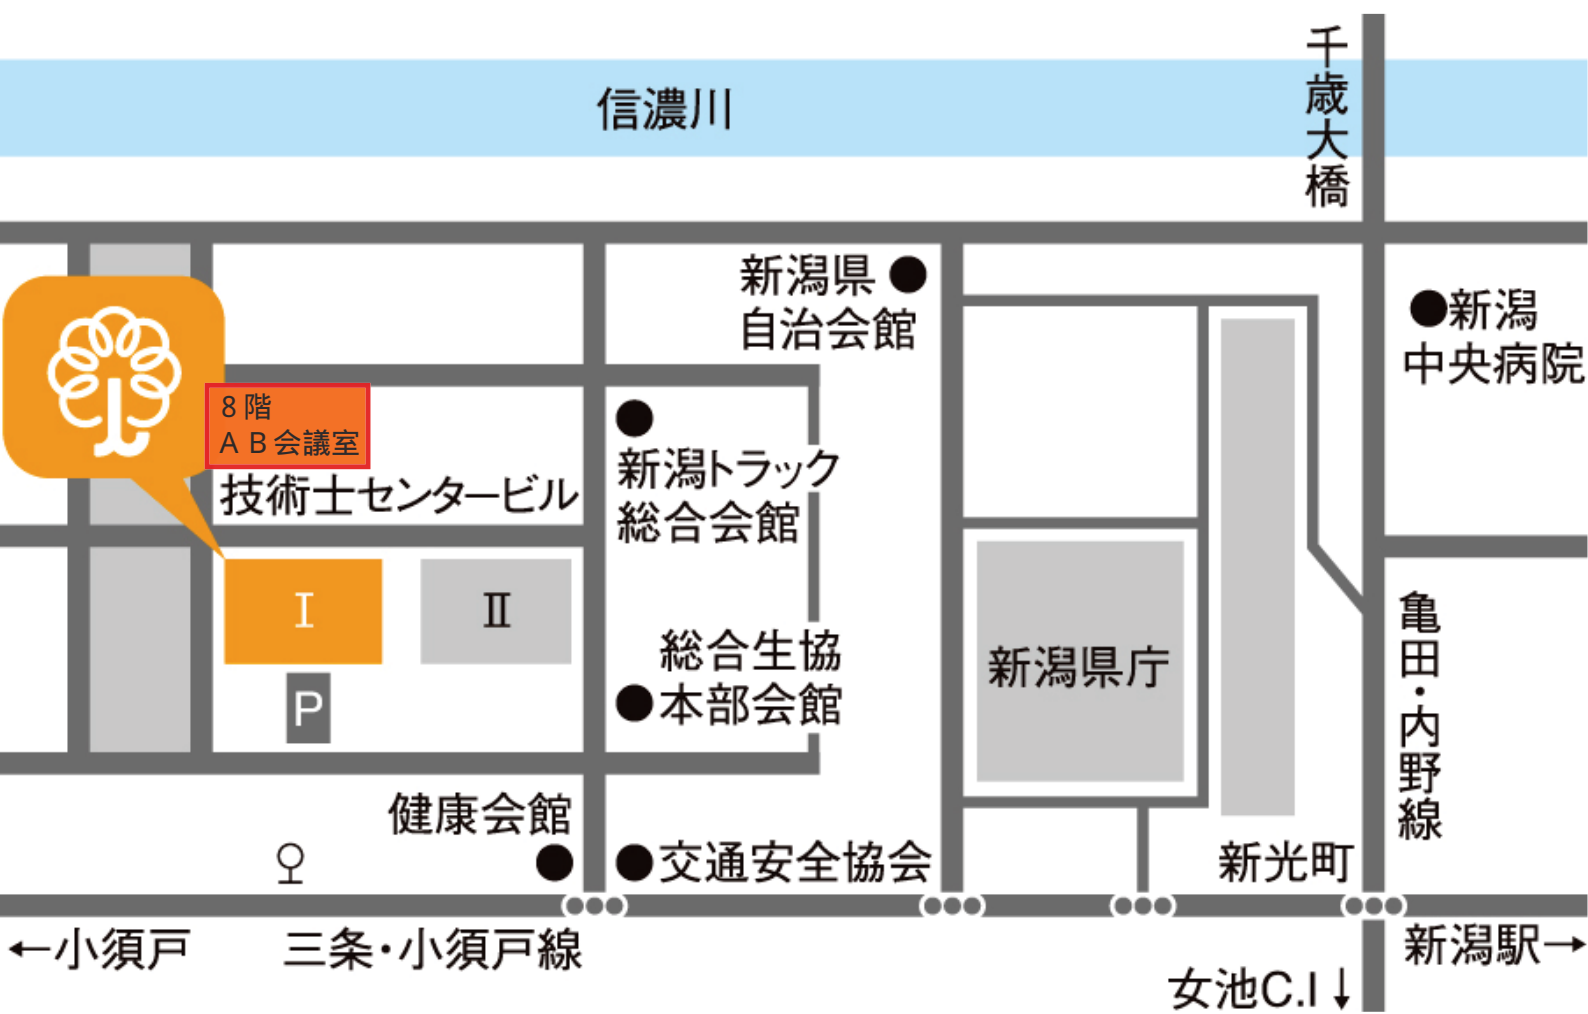 千歳大橋
信濃川
新潟県
自治会館
新潟
中央病院
8階
ＡＢ会議室
技術士センタービル
新潟トラック
総合会館
Ⅰ
Ⅱ
P
総合生協
本部会館
新潟県庁
亀田・内野線
健康会館
交通安全協会
新光町
←小須戸
三条・小須戸線
新潟駅→
女池C.I↓